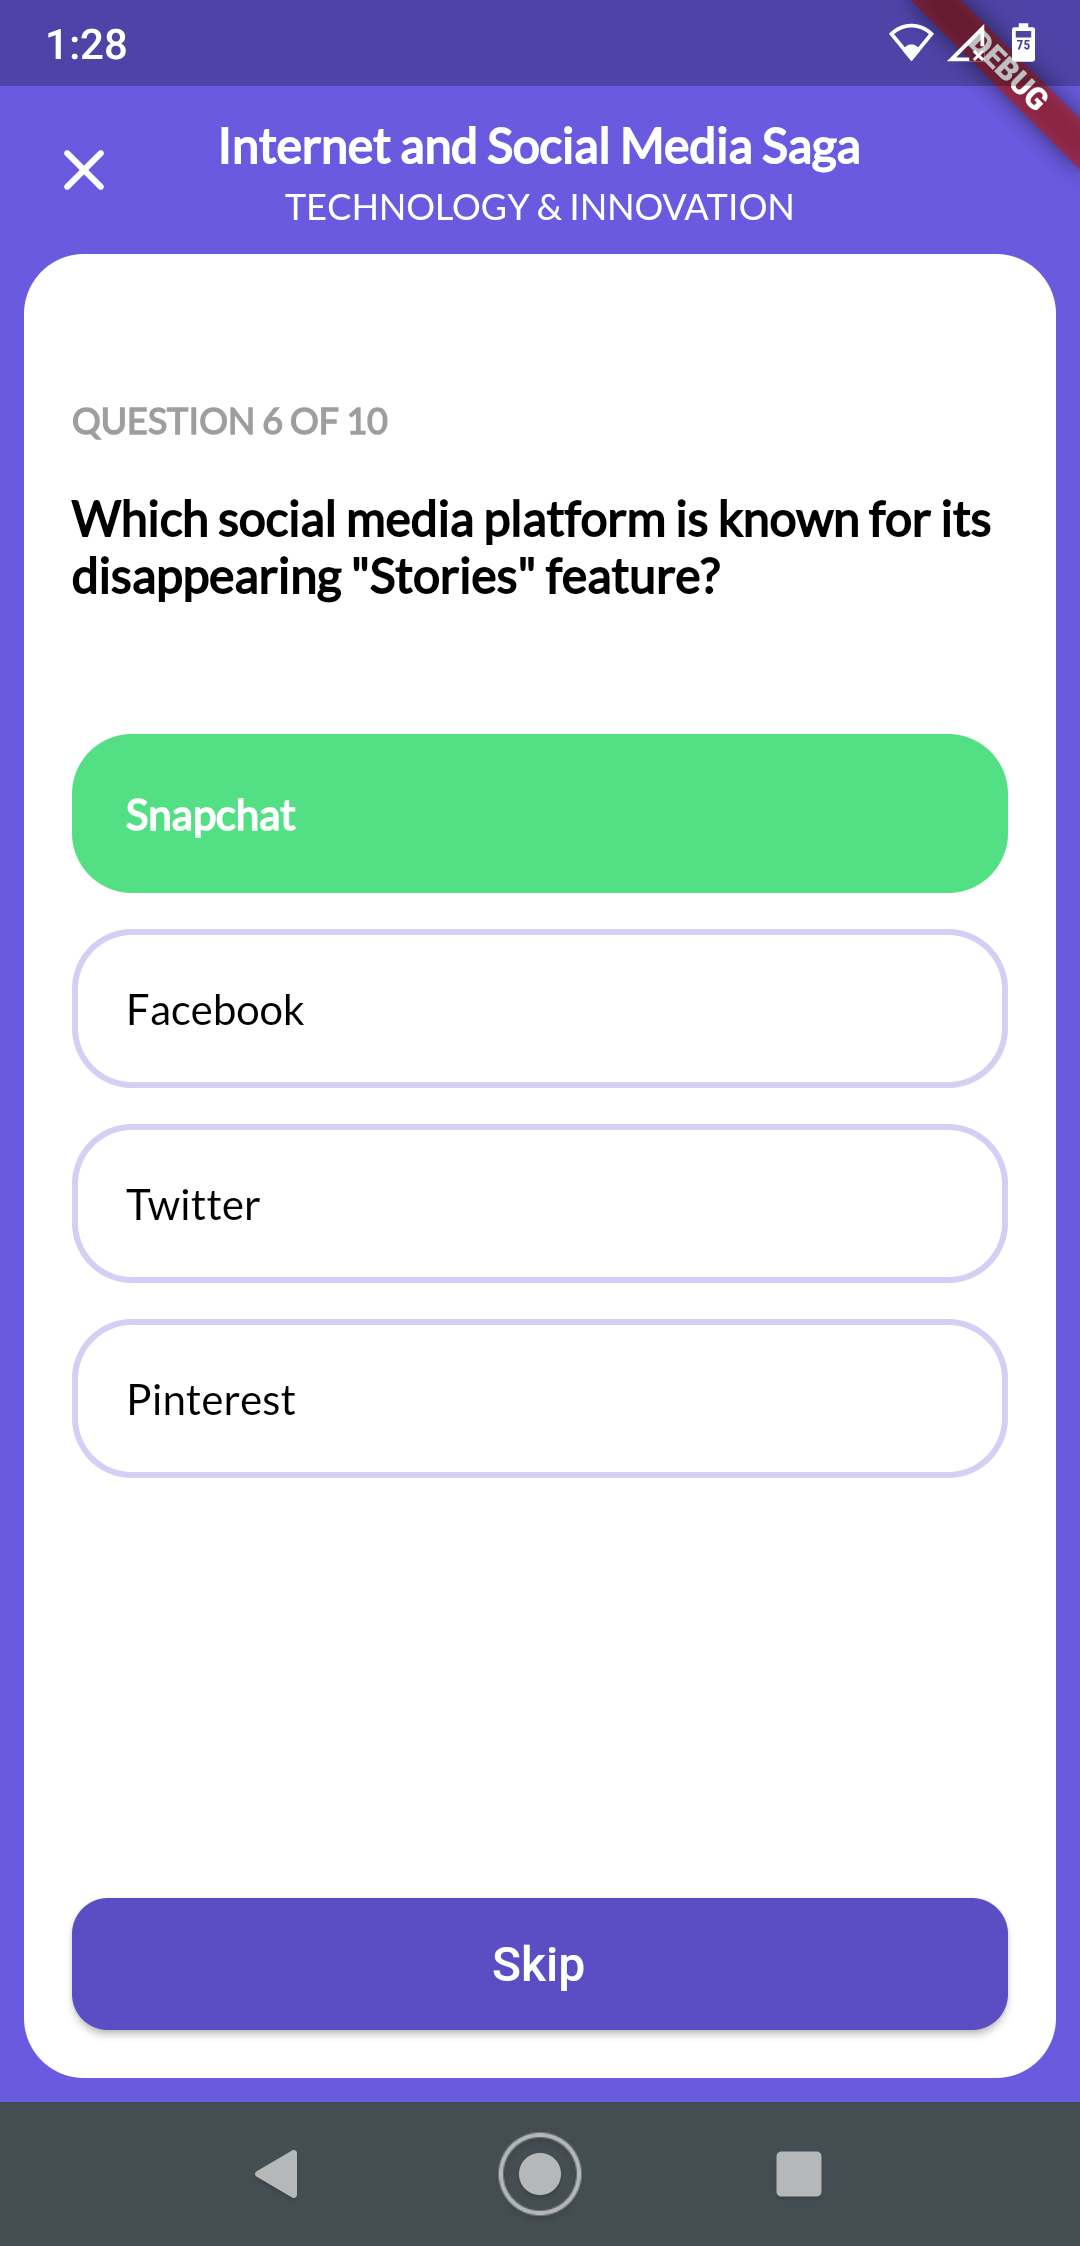 1:28
75
DEBUG
Internet and Social Media Saga
TECHNOLOGY & INNOVATION
QUESTION 6 OF 10
Which social media platform is known for its
disappearing "Stories" feature?
Snapchat
Facebook
Twitter
Pinterest
Skip